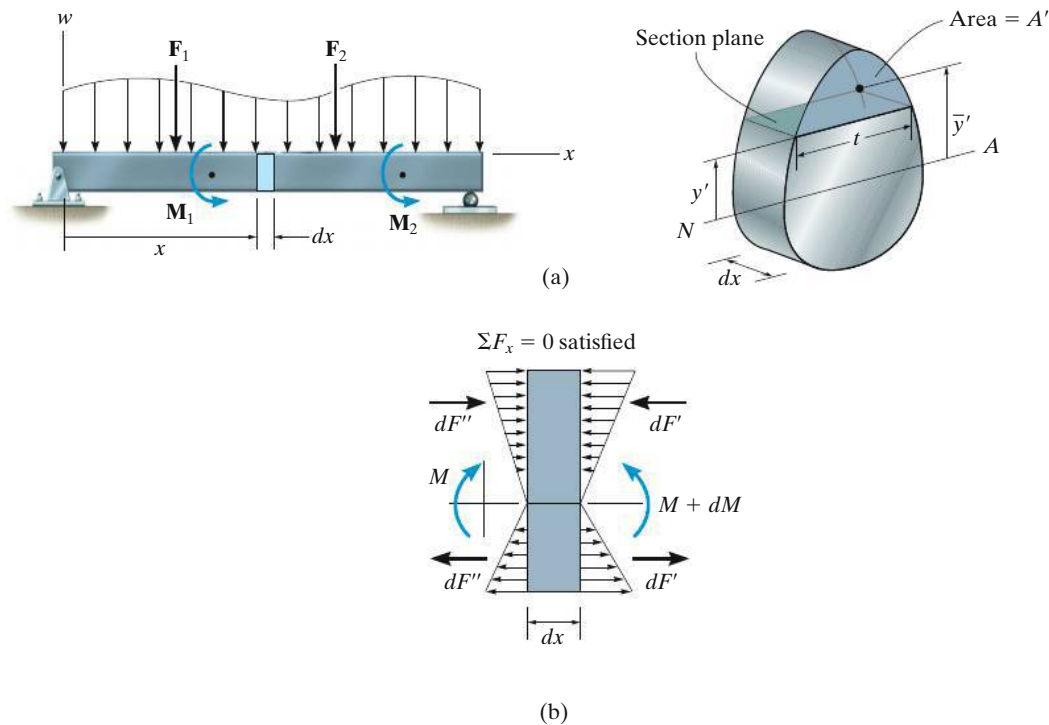 w
F1
F2
x
M1
M2
x
dx
Section plane
Area = A′
y̅′
A
t
y′
N
dx
(a)
ΣFx = 0 satisfied
dF″
dF′
M
M + dM
dF″
dF′
dx
(b)